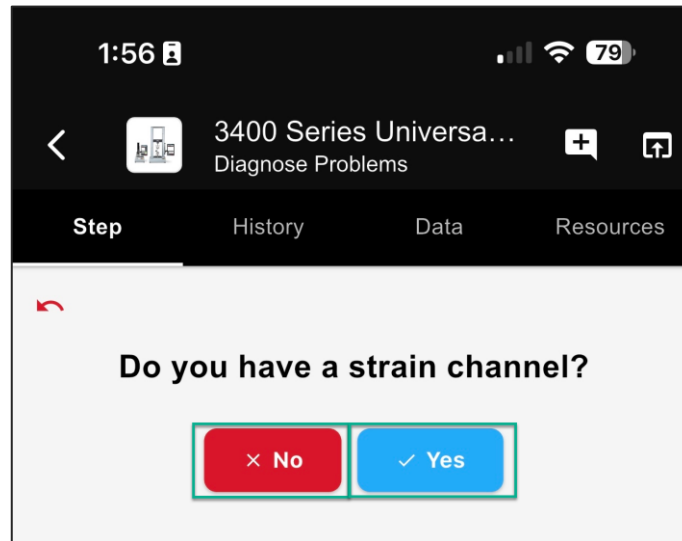 1:56 79
3400 Series Universa...
Diagnose Problems
Step History Data Resources
Do you have a strain channel?
No Yes